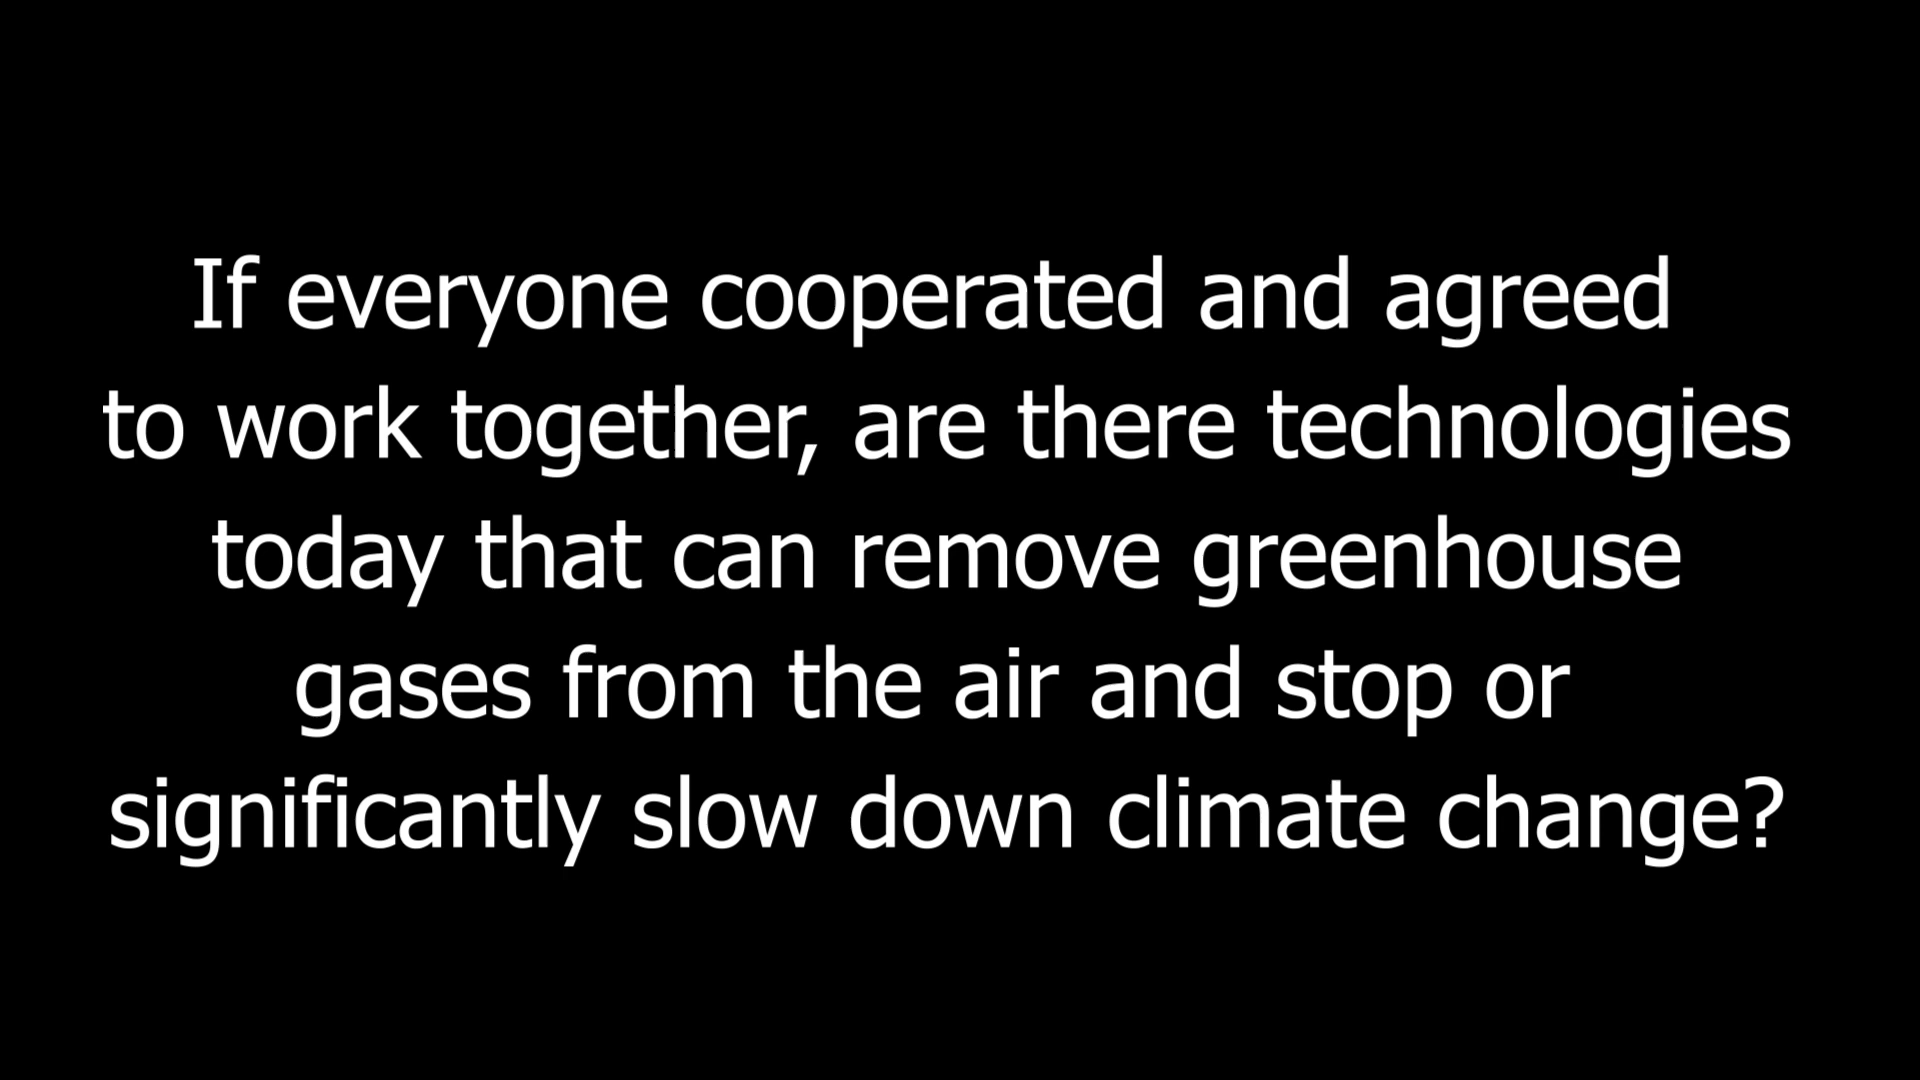 If everyone cooperated and agreed
to work together, are there technologies
today that can remove greenhouse
gases from the air and stop or
significantly slow down climate change?